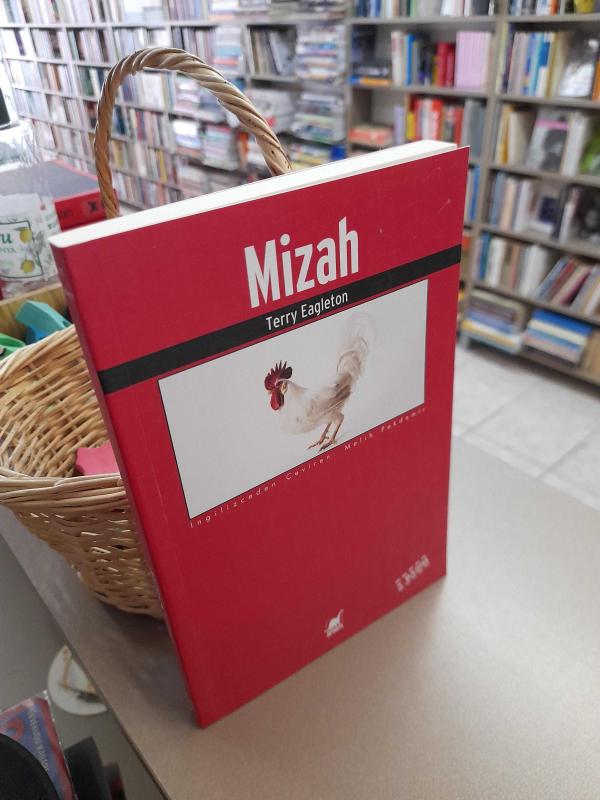 Mizah
Terry Eagleton
İngilizceden Çeviren: Melih Pekdemir